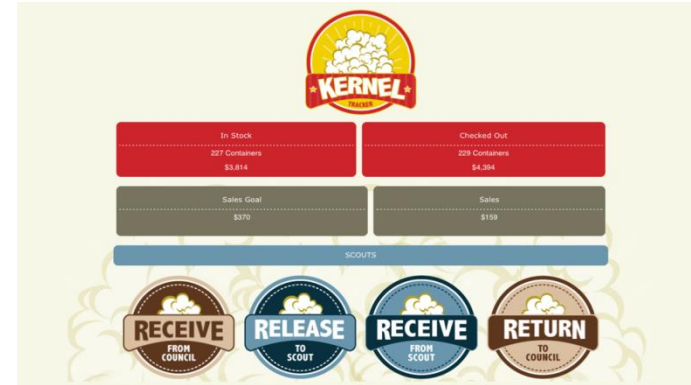 KERNEL
TRACKER
In Stock
227 Containers
$3,814
Checked Out
229 Containers
$4,394
Sales Goal
$370
Sales
$159
SCOUTS
RECEIVE
FROM
COUNCIL
RELEASE
TO
SCOUT
RECEIVE
FROM
SCOUT
RETURN
TO
COUNCIL